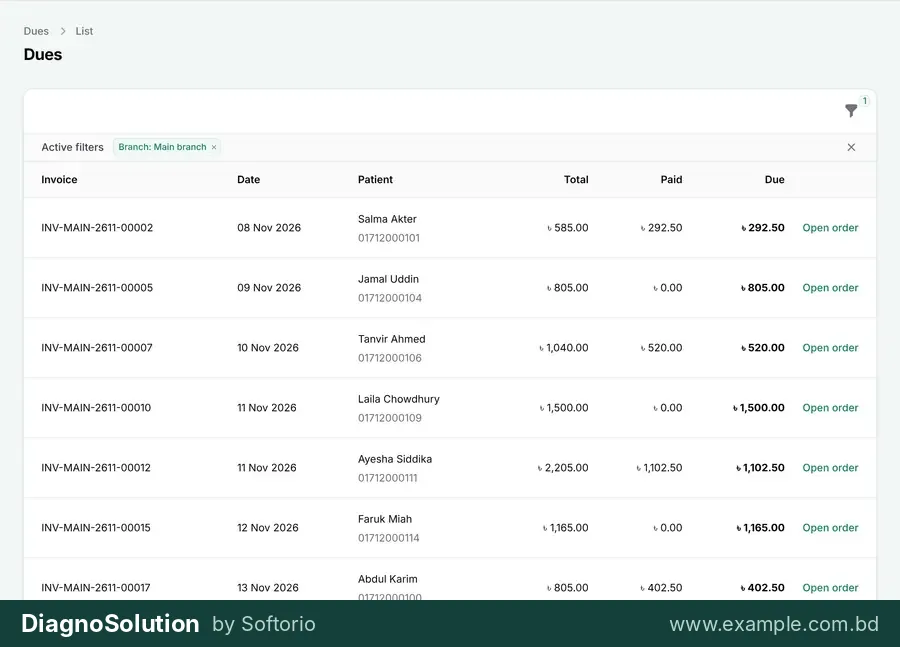 Dues > List
Dues
1
Active filters Branch: Main branch ×
Invoice Date Patient Total Paid Due
INV-MAIN-2611-00002 08 Nov 2026 Salma Akter ৳ 585.00 ৳ 292.50 ৳ 292.50 Open order
01712000101
INV-MAIN-2611-00005 09 Nov 2026 Jamal Uddin ৳ 805.00 ৳ 0.00 ৳ 805.00 Open order
01712000104
INV-MAIN-2611-00007 10 Nov 2026 Tanvir Ahmed ৳ 1,040.00 ৳ 520.00 ৳ 520.00 Open order
01712000106
INV-MAIN-2611-00010 11 Nov 2026 Laila Chowdhury ৳ 1,500.00 ৳ 0.00 ৳ 1,500.00 Open order
01712000109
INV-MAIN-2611-00012 11 Nov 2026 Ayesha Siddika ৳ 2,205.00 ৳ 1,102.50 ৳ 1,102.50 Open order
01712000111
INV-MAIN-2611-00015 12 Nov 2026 Faruk Miah ৳ 1,165.00 ৳ 0.00 ৳ 1,165.00 Open order
01712000114
INV-MAIN-2611-00017 13 Nov 2026 Abdul Karim ৳ 805.00 ৳ 402.50 ৳ 402.50 Open order
01712000100
DiagnoSolution by Softorio www.example.com.bd